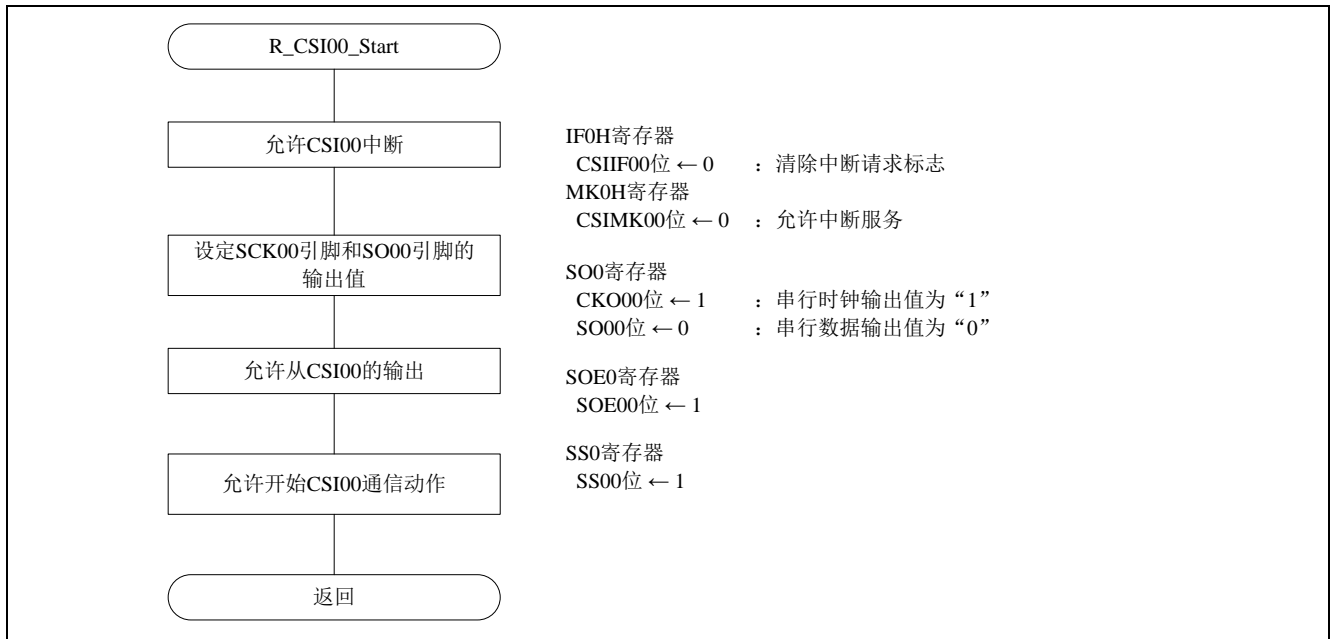 R_CSI00_Start
允许CSI00中断
IF0H寄存器
CSIIF00位 ← 0 ：清除中断请求标志
MK0H寄存器
CSIMK00位 ← 0 ：允许中断服务
设定SCK00引脚和SO00引脚的
输出值
SO0寄存器
CKO00位 ← 1 ：串行时钟输出值为“1”
SO00位 ← 0 ：串行数据输出值为“0”
允许从CSI00的输出
SOE0寄存器
SOE00位 ← 1
允许开始CSI00通信动作
SS0寄存器
SS00位 ← 1
返回